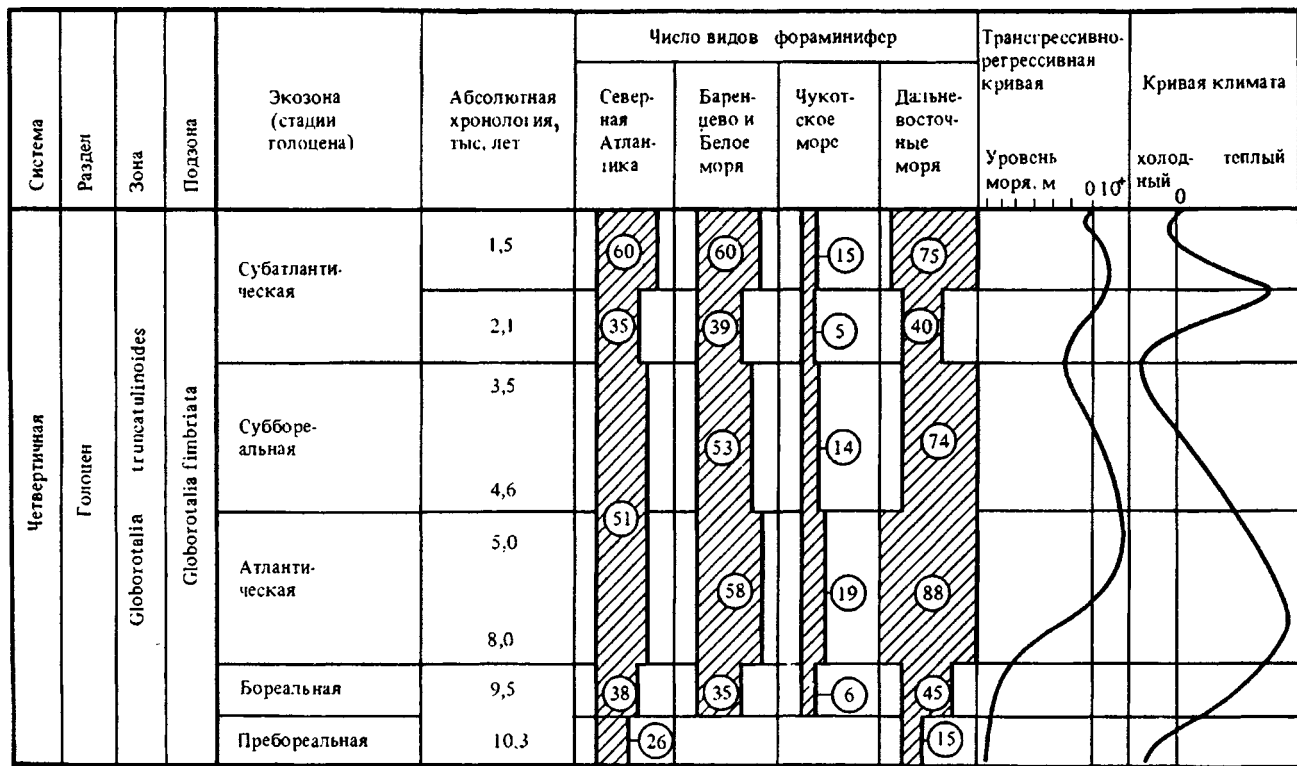 Система
Раздел
Зона
Подзона
Экозона
(стадии
голоцена)
Абсолютная
хронология,
тыс. лет
Число видов фораминифер
Север-
ная
Атлан-
тика
Барен-
цево и
Белое
моря
Чукот-
ское
море
Дальне-
восточ-
ные
моря
Трансгрессивно-
регрессивная
кривая
Уровень
моря, м
0 10 +
Кривая климата
холод- теплый
ный
0
Четвертичная
Голоцен
Globorotalia truncatulinoides
Globorotalia fimbriata
Субатланти-
ческая
1,5
60
60
15
75
2,1
35
39
5
40
Субборе-
альная
3,5
53
14
74
4,6
51
Атланти-
ческая
5,0
58
19
88
8,0
Бореальная
9,5
38
35
6
45
Пребореальная
10,3
26
15